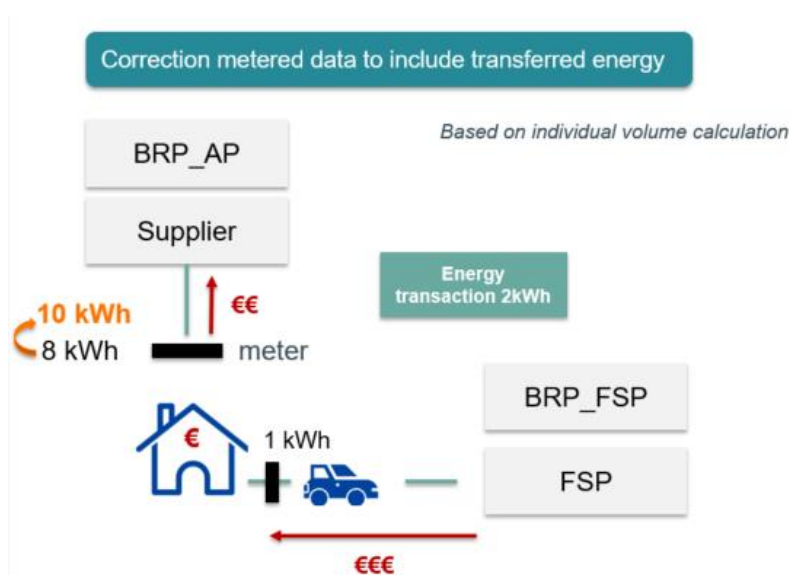 Correction metered data to include transferred energy
Based on individual volume calculation
BRP_AP
Supplier
Energy
transaction 2kWh
€€
10 kWh
8 kWh
meter
BRP_FSP
€
1 kWh
FSP
€€€